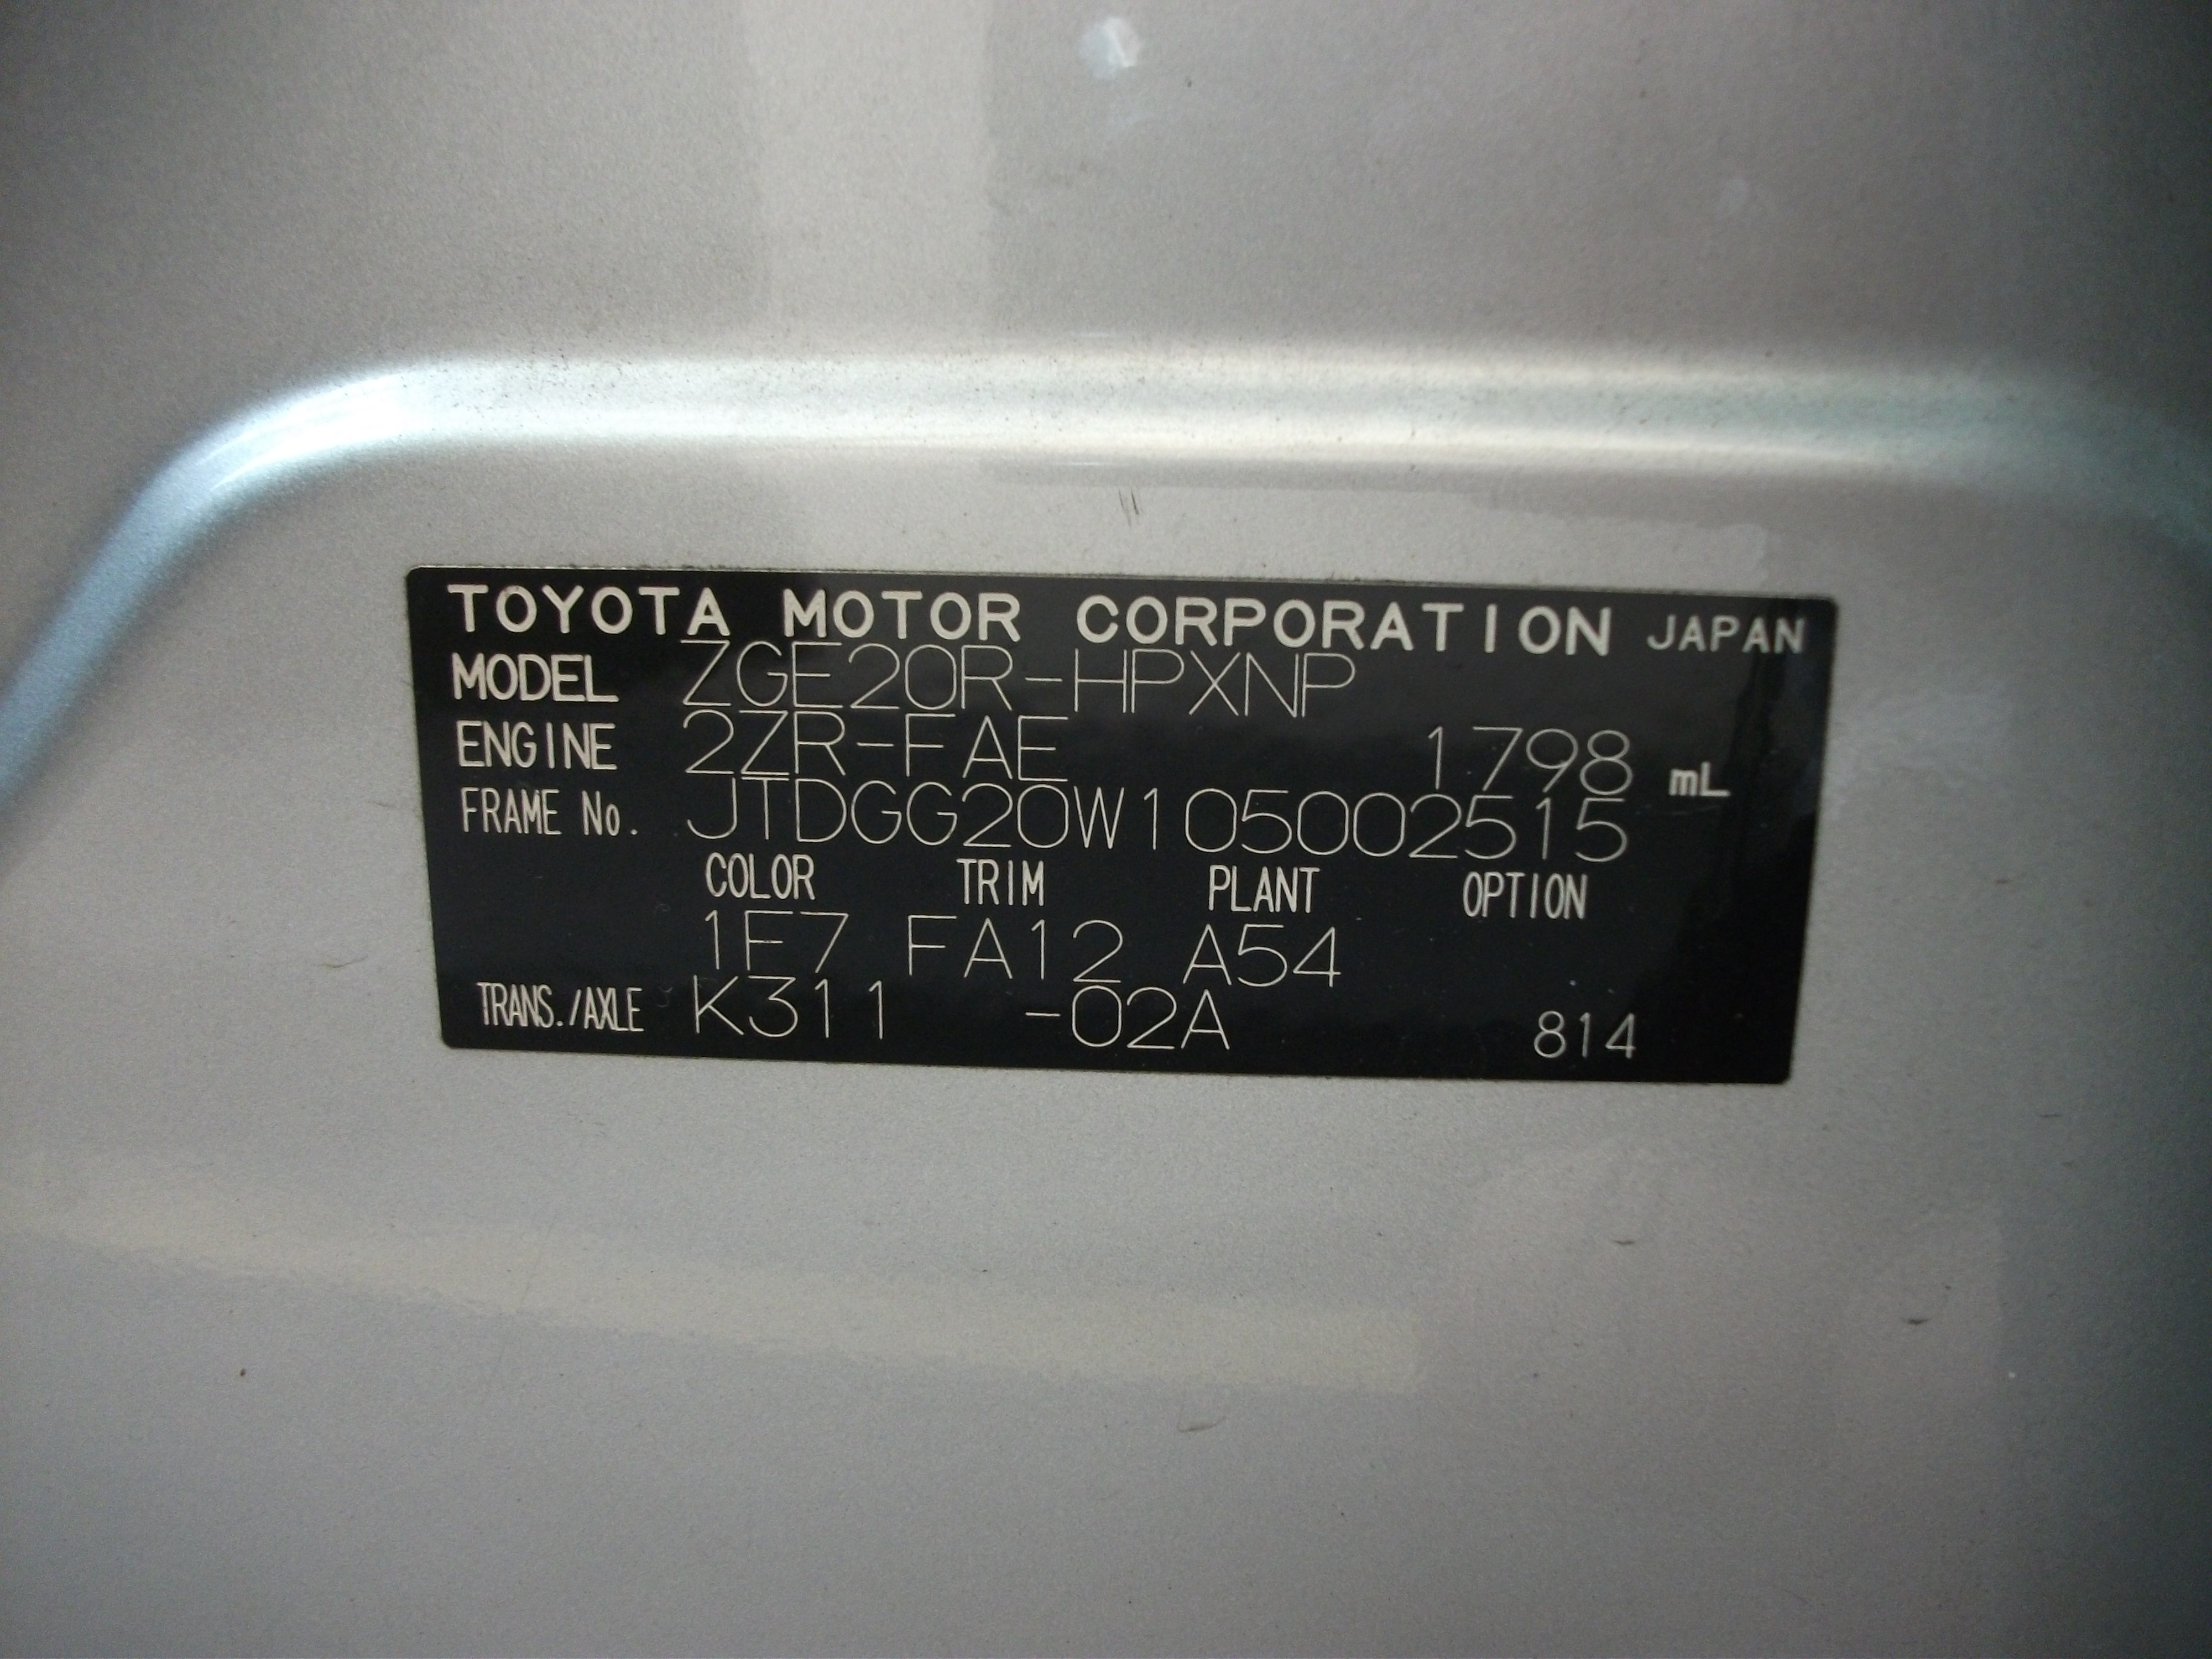 TOYOTA MOTOR CORPORATION JAPAN
MODEL ZGE20R-HPXNP
ENGINE 2ZR-FAE 1798 mL
FRAME No. JTDGG20W105002515
COLOR TRIM PLANT OPTION
1F7 FA12 A54
TRANS./AXLE K311 -02A 814